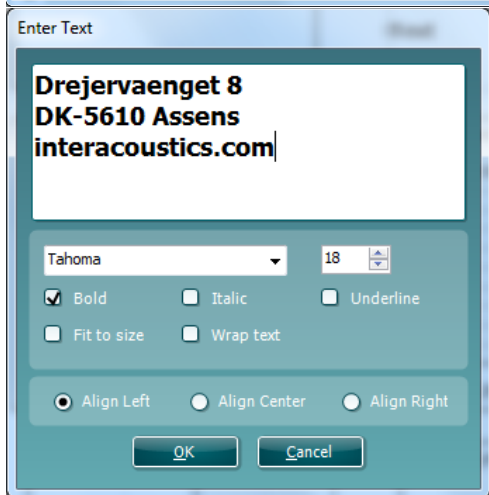 Enter Text
Drejervaenget 8
DK-5610 Assens
interacoustics.com
Tahoma 18
Bold Italic Underline
Fit to size Wrap text
Align Left Align Center Align Right
OK Cancel